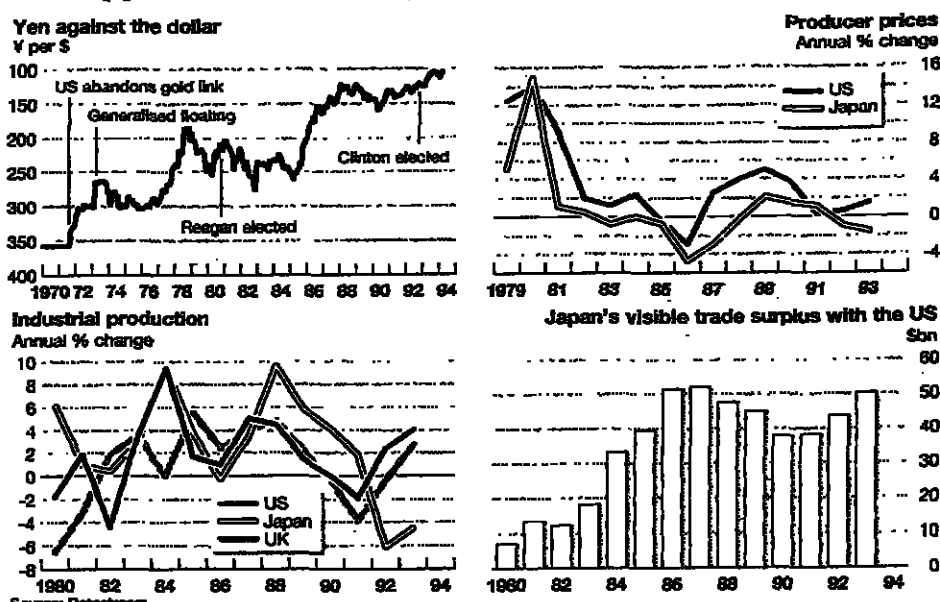 Yen against the dollar
¥ per $
100
150
200
250
300
350
400
US abandons gold link
Generalised floating
Reagan elected
Clinton elected
1970 72 74 76 78 80 82 84 86 88 90 92 94
Producer prices
Annual % change
US
Japan
16
12
8
4
0
-4
1979 81 83 85 87 89 91 93
Industrial production
Annual % change
10
8
6
4
2
0
-2
-4
-6
-8
US
Japan
UK
1980 82 84 86 88 90 92 94
Japan's visible trade surplus with the US
$bn
60
50
40
30
20
10
0
1980 82 84 86 88 90 92 94
Source: Datastream